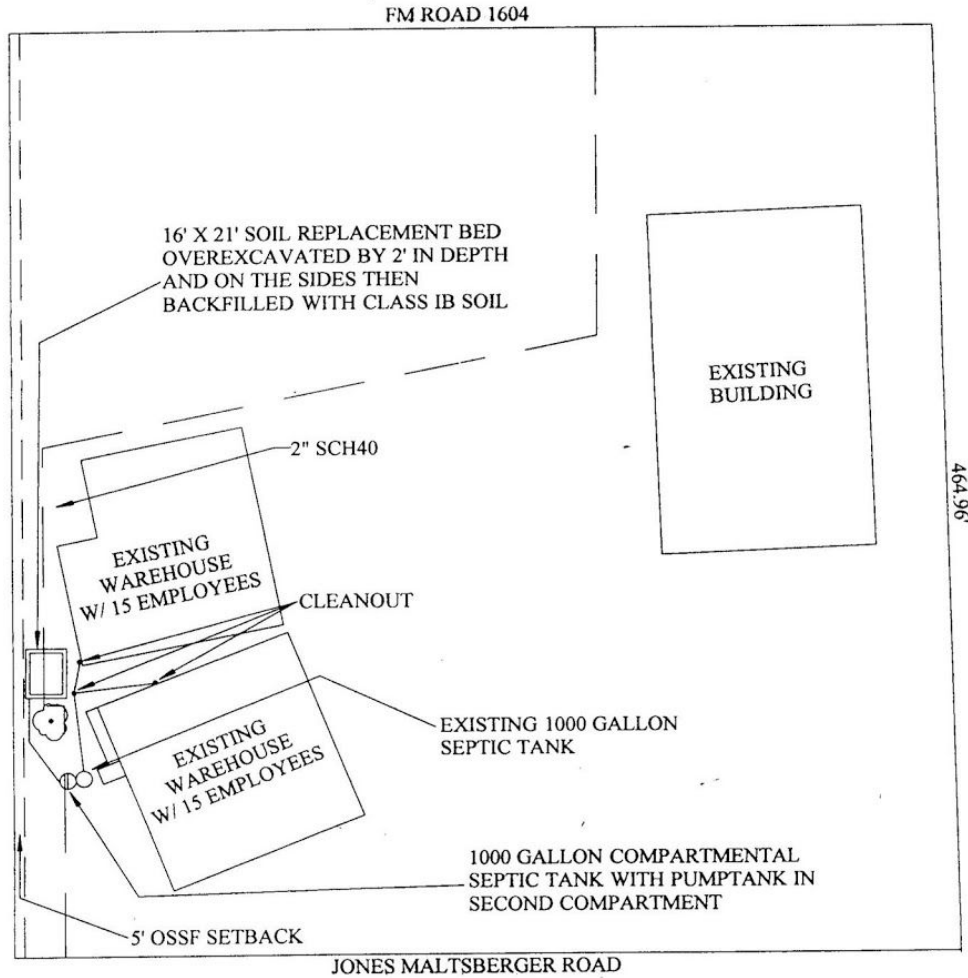 FM ROAD 1604
16' X 21' SOIL REPLACEMENT BED
OVEREXCAVATED BY 2' IN DEPTH
AND ON THE SIDES THEN
BACKFILLED WITH CLASS IB SOIL
EXISTING
BUILDING
2" SCH40
464.96'
EXISTING
WAREHOUSE
W/ 15 EMPLOYEES
CLEANOUT
EXISTING 1000 GALLON
SEPTIC TANK
EXISTING
WAREHOUSE
W/ 15 EMPLOYEES
1000 GALLON COMPARTMENTAL
SEPTIC TANK WITH PUMPTANK IN
SECOND COMPARTMENT
5' OSSF SETBACK
JONES MALTSBERGER ROAD